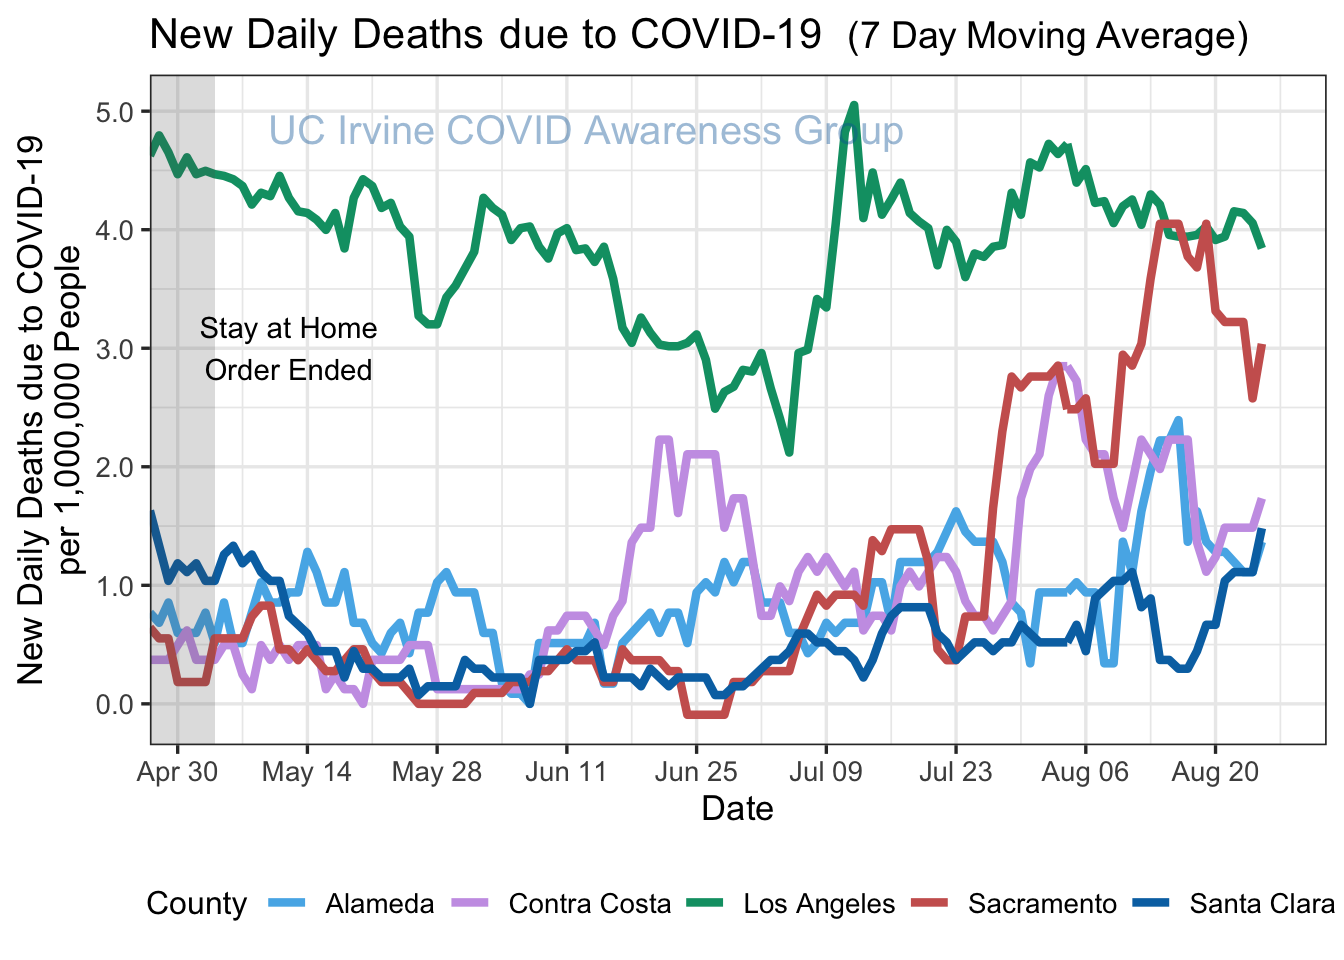 New Daily Deaths due to COVID-19 (7 Day Moving Average)
New Daily Deaths due to COVID-19
per 1,000,000 People
5.0
4.0
3.0
2.0
1.0
0.0
UC Irvine COVID Awareness Group
Stay at Home
Order Ended
Apr 30 May 14 May 28 Jun 11 Jun 25 Jul 09 Jul 23 Aug 06 Aug 20
Date
County Alameda Contra Costa Los Angeles Sacramento Santa Clara